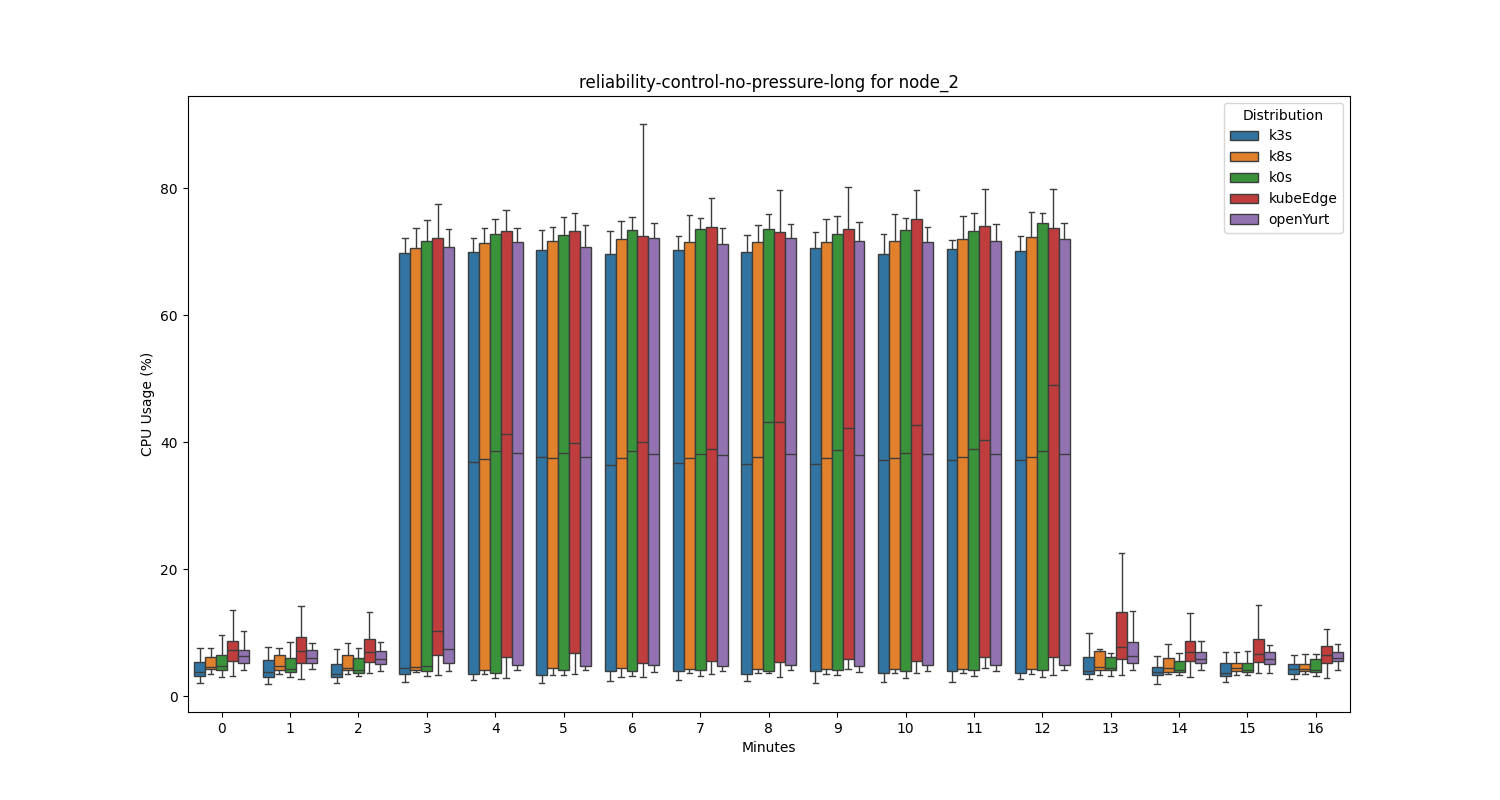 reliability-control-no-pressure-long for node_2
Distribution
k3s
k8s
k0s
kubeEdge
openYurt
CPU Usage (%)
80
60
40
20
0
0 1 2 3 4 5 6 7 8 9 10 11 12 13 14 15 16
Minutes